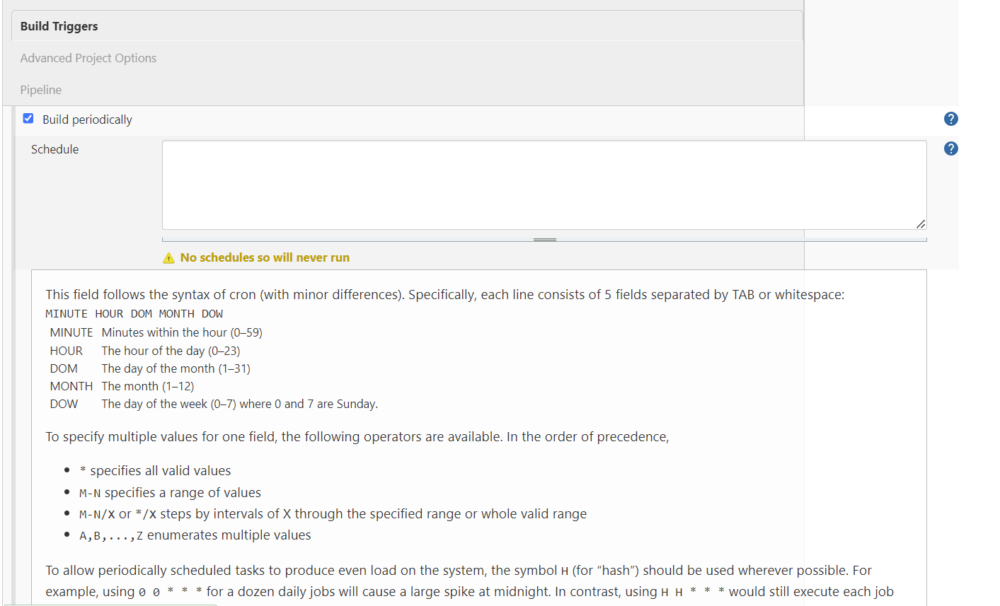 Build Triggers
Advanced Project Options
Pipeline
Build periodically
?
Schedule
?
No schedules so will never run
This field follows the syntax of cron (with minor differences). Specifically, each line consists of 5 fields separated by TAB or whitespace:
MINUTE HOUR DOM MONTH DOW
MINUTE Minutes within the hour (0–59)
HOUR The hour of the day (0–23)
DOM The day of the month (1–31)
MONTH The month (1–12)
DOW The day of the week (0–7) where 0 and 7 are Sunday.
To specify multiple values for one field, the following operators are available. In the order of precedence,
• * specifies all valid values
• M-N specifies a range of values
• M-N/X or */X steps by intervals of X through the specified range or whole valid range
• A,B,...,Z enumerates multiple values
To allow periodically scheduled tasks to produce even load on the system, the symbol H (for “hash”) should be used wherever possible. For
example, using 0 0 * * * for a dozen daily jobs will cause a large spike at midnight. In contrast, using H H * * * would still execute each job